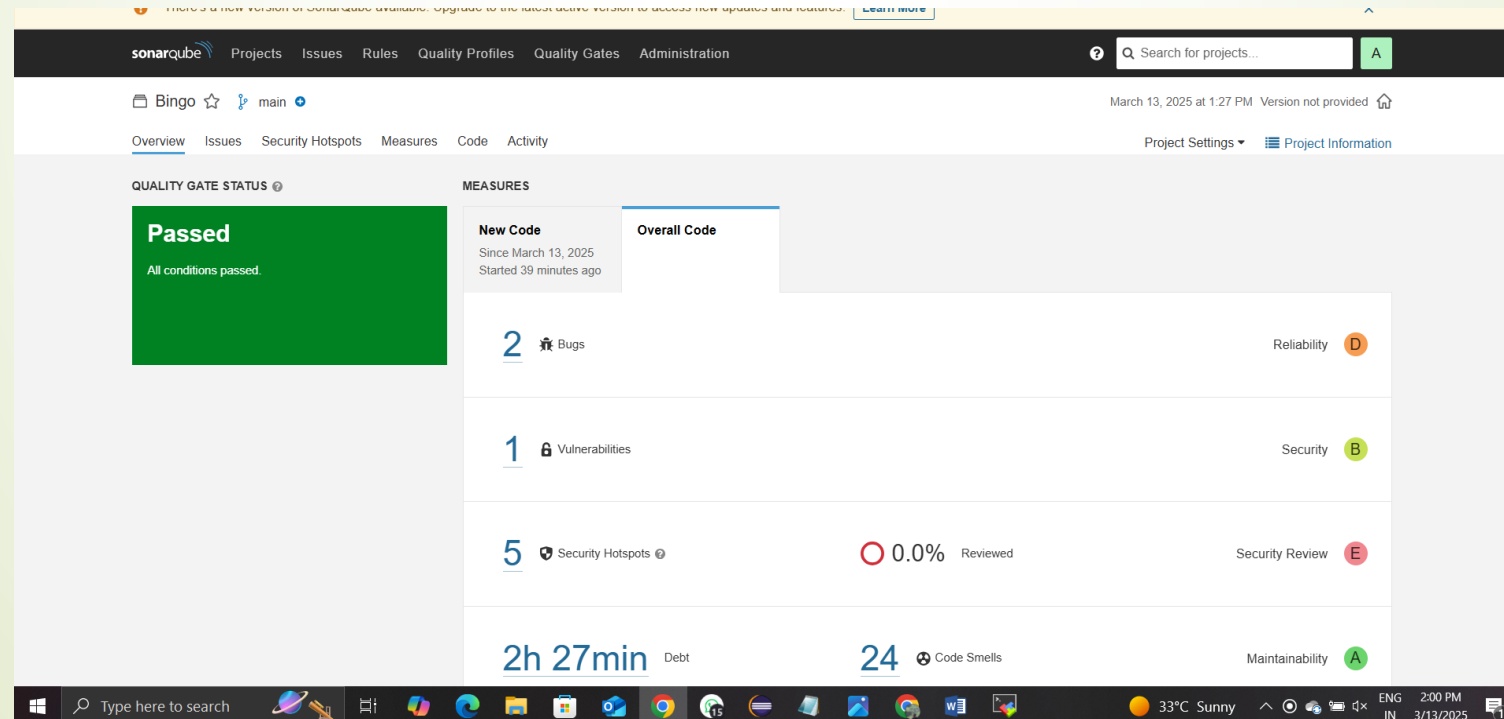 There's a new version of SonarQube available. Upgrade to the latest active version to access new updates and features. Learn More
sonarqube Projects Issues Rules Quality Profiles Quality Gates Administration ? Search for projects... A
Bingo main March 13, 2025 at 1:27 PM Version not provided
Overview Issues Security Hotspots Measures Code Activity Project Settings Project Information
QUALITY GATE STATUS ? MEASURES
Passed
All conditions passed.
New Code Overall Code
Since March 13, 2025
Started 39 minutes ago
2 Bugs Reliability D
1 Vulnerabilities Security B
5 Security Hotspots ? 0.0% Reviewed Security Review E
2h 27min Debt 24 Code Smells Maintainability A
Type here to search 15 33°C Sunny ENG 2:00 PM
IN 3/13/2025